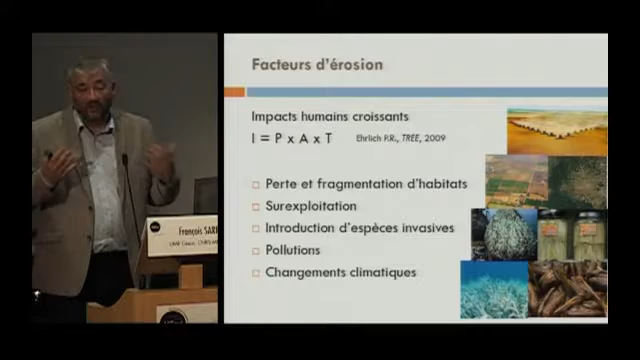 Facteurs d'érosion
Impacts humains croissants
I = P x A x T
Ehrlich P.R., TREE, 2009
Perte et fragmentation d'habitats
Surexploitation
Introduction d'espèces invasives
Pollutions
Changements climatiques
François